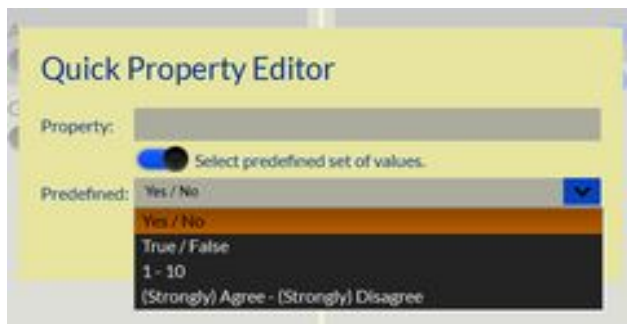 Quick Property Editor
Property:
Select predefined set of values.
Predefined: Yes / No
Yes / No
True / False
1 - 10
(Strongly) Agree - (Strongly) Disagree